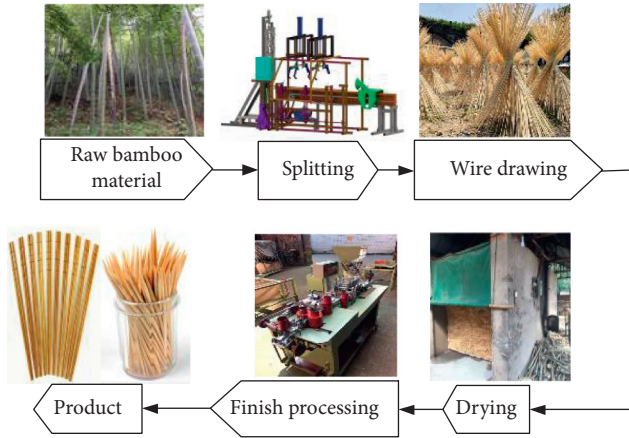 Raw bamboo
material
Splitting
Wire drawing
Product
Finish processing
Drying